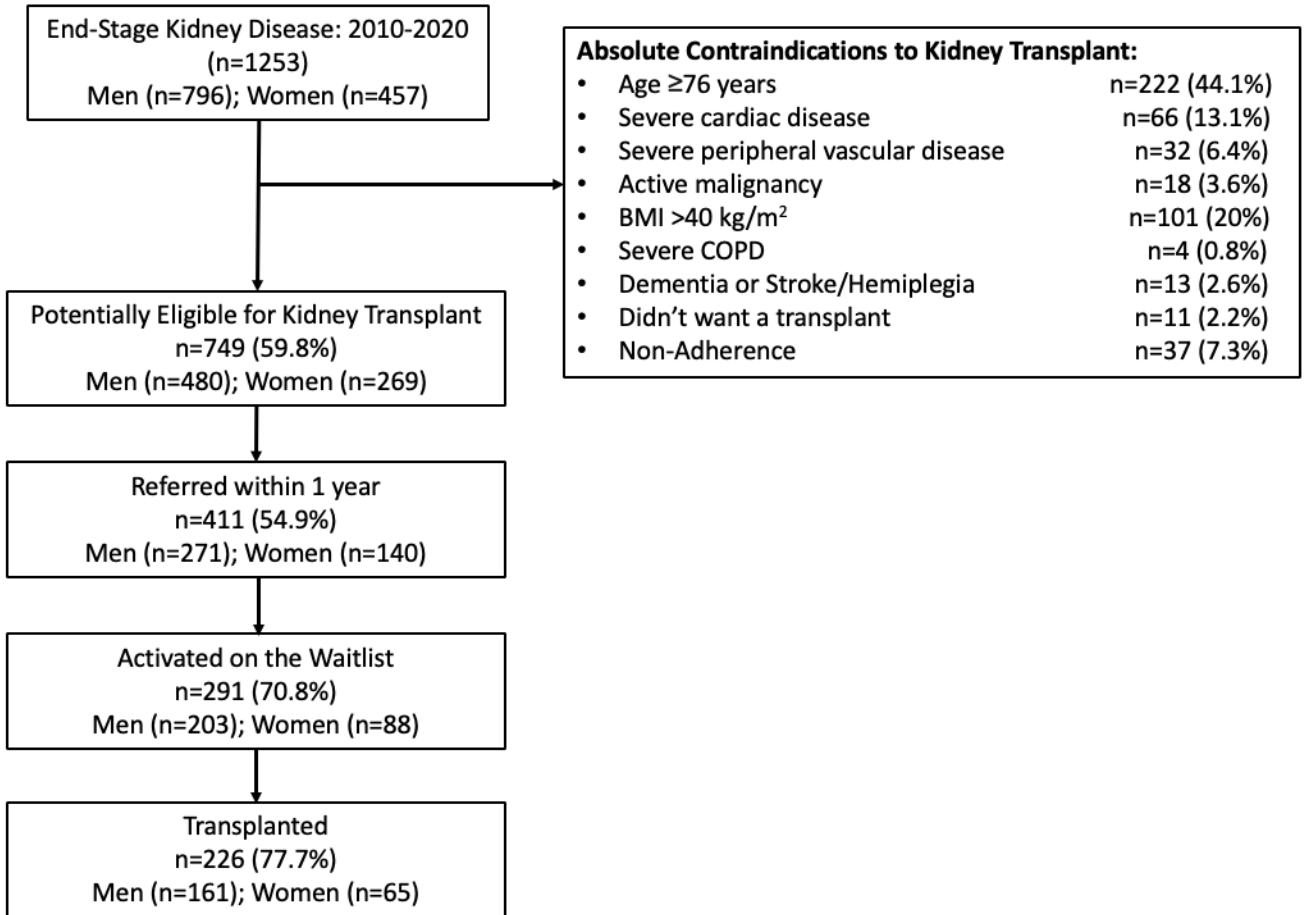 End-Stage Kidney Disease: 2010-2020
(n=1253)
Men (n=796); Women (n=457)
Absolute Contraindications to Kidney Transplant:
• Age ≥76 years n=222 (44.1%)
• Severe cardiac disease n=66 (13.1%)
• Severe peripheral vascular disease n=32 (6.4%)
• Active malignancy n=18 (3.6%)
• BMI >40 kg/m² n=101 (20%)
• Severe COPD n=4 (0.8%)
• Dementia or Stroke/Hemiplegia n=13 (2.6%)
• Didn’t want a transplant n=11 (2.2%)
• Non-Adherence n=37 (7.3%)
Potentially Eligible for Kidney Transplant
n=749 (59.8%)
Men (n=480); Women (n=269)
Referred within 1 year
n=411 (54.9%)
Men (n=271); Women (n=140)
Activated on the Waitlist
n=291 (70.8%)
Men (n=203); Women (n=88)
Transplanted
n=226 (77.7%)
Men (n=161); Women (n=65)